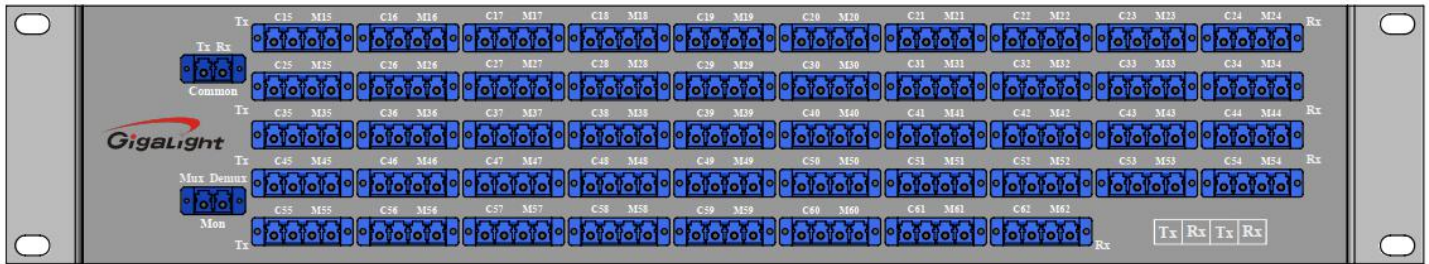 Tx C15 M15 C16 M16 C17 M17 C18 M18 C19 M19 C20 M20 C21 M21 C22 M22 C23 M23 C24 M24 Rx
Tx Rx
Common
C25 M25 C26 M26 C27 M27 C28 M28 C29 M29 C30 M30 C31 M31 C32 M32 C33 M33 C34 M34
Tx C35 M35 C36 M36 C37 M37 C38 M38 C39 M39 C40 M40 C41 M41 C42 M42 C43 M43 C44 M44 Rx
GigaLight
Tx C45 M45 C46 M46 C47 M47 C48 M48 C49 M49 C50 M50 C51 M51 C52 M52 C53 M53 C54 M54 Rx
Mux Demux
Mon
C55 M55 C56 M56 C57 M57 C58 M58 C59 M59 C60 M60 C61 M61 C62 M62
Tx Rx
Tx Rx Tx Rx